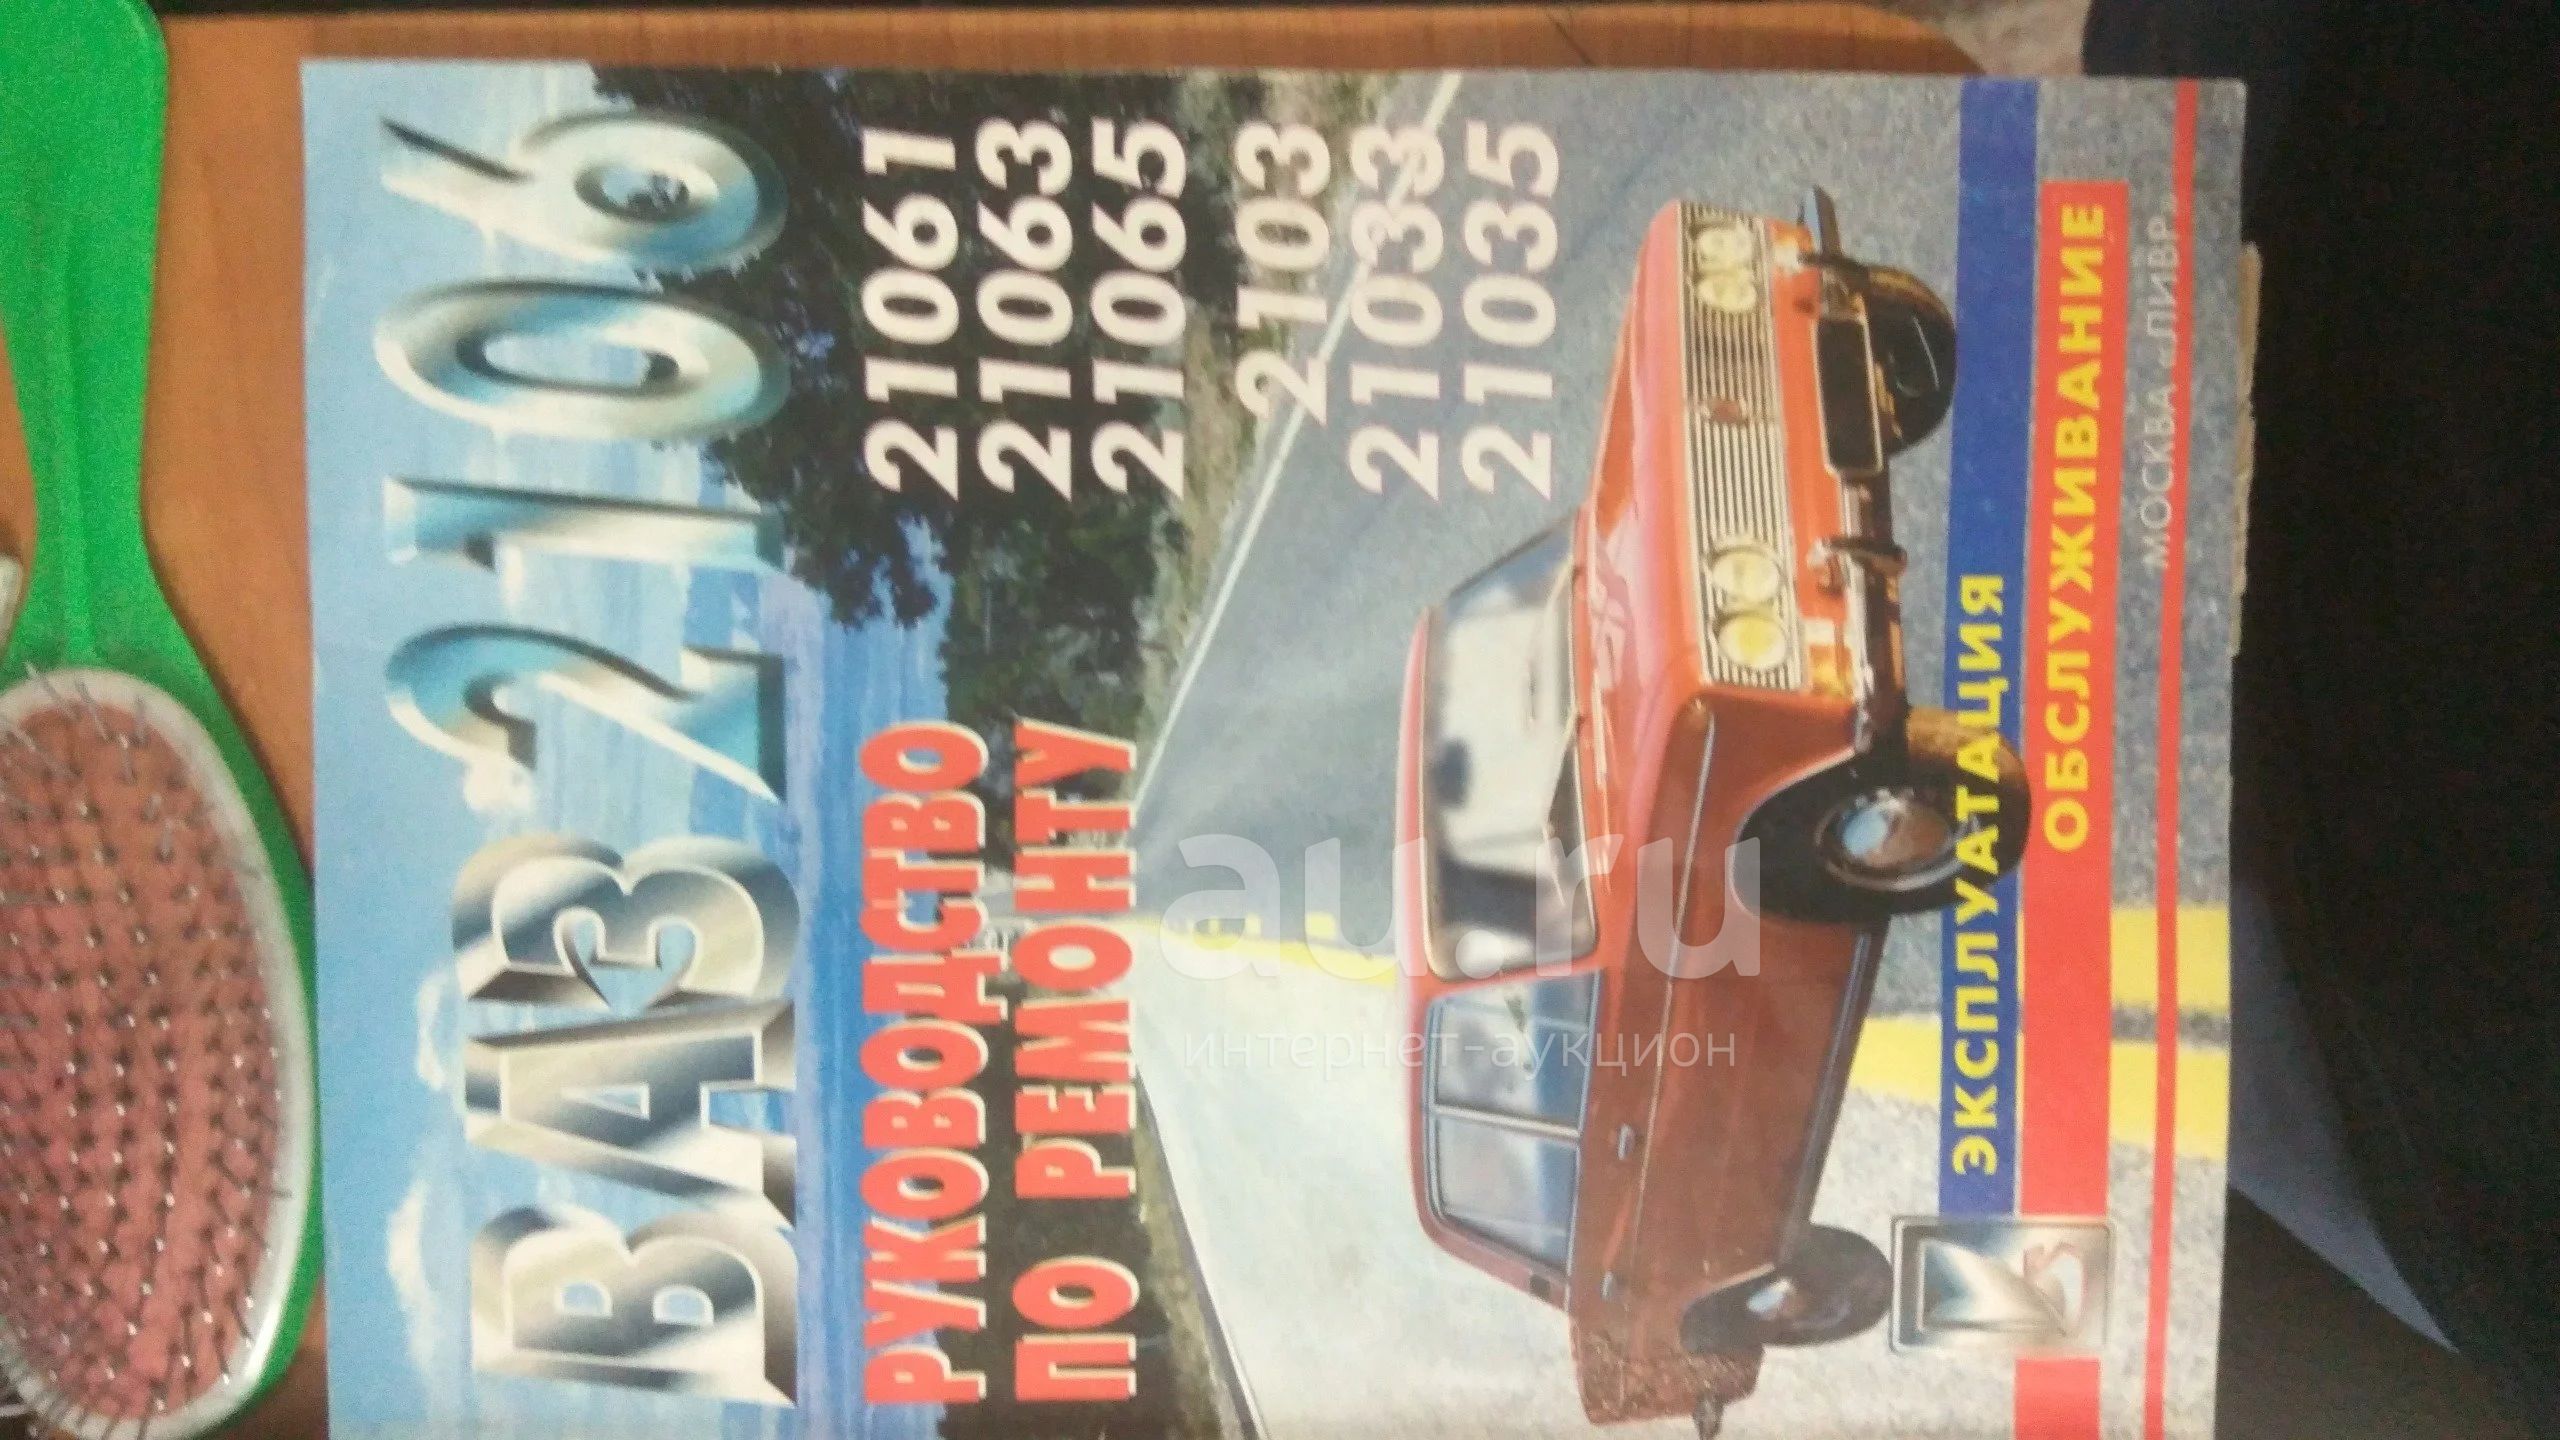 ВАЗ 2106
РУКОВОДСТВО
ПО РЕМОНТУ
21061
21063
21065
2103
21033
21035
ЭКСПЛУАТАЦИЯ
ОБСЛУЖИВАНИЕ
МОСКВА «ЛИВР»
au.ru
интернет-аукцион